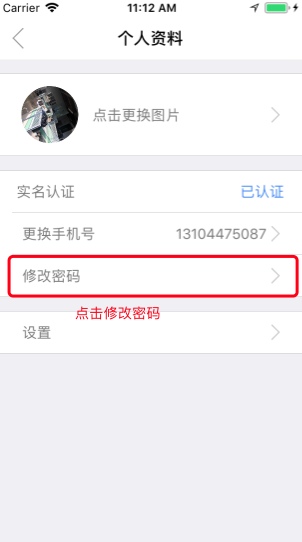 Carrier 11:12 AM
个人资料
点击更换图片
实名认证 已认证
更换手机号 13104475087
修改密码
点击修改密码
设置